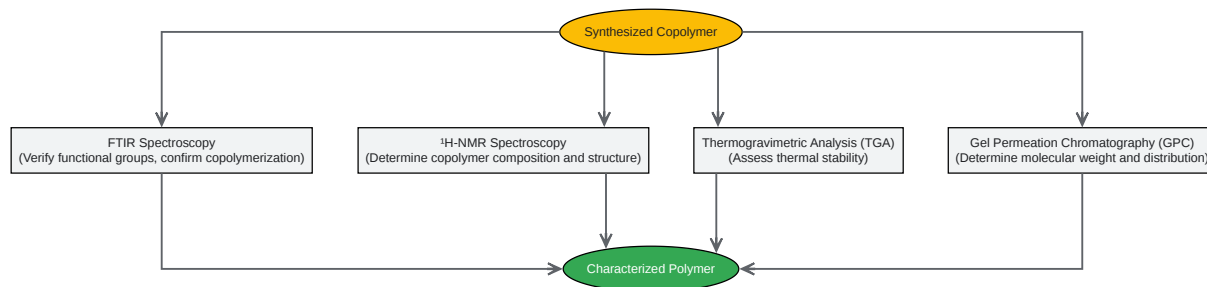 Synthesized Copolymer
FTIR Spectroscopy
(Verify functional groups, confirm copolymerization)
¹H-NMR Spectroscopy
(Determine copolymer composition and structure)
Thermogravimetric Analysis (TGA)
(Assess thermal stability)
Gel Permeation Chromatography (GPC)
(Determine molecular weight and distribution)
Characterized Polymer